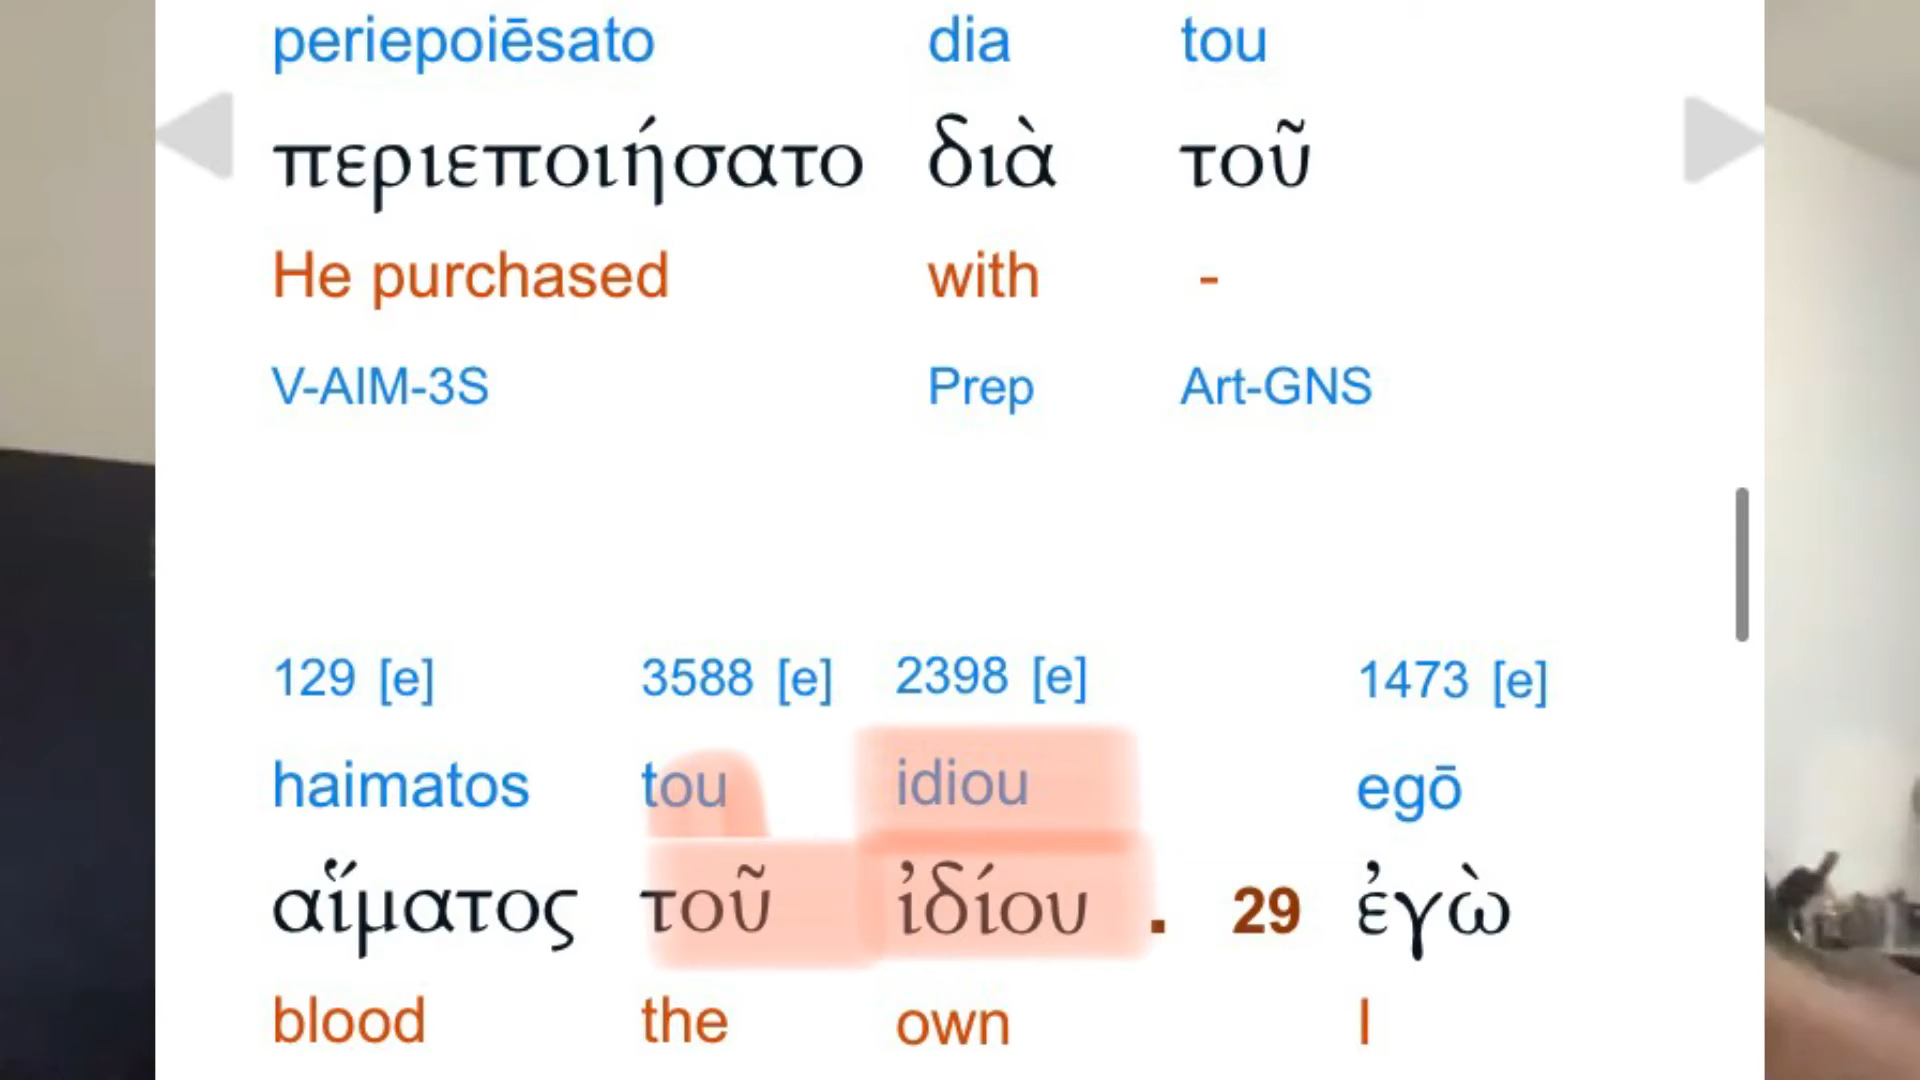 periepoiēsato dia tou
περιεποιήσατο διὰ τοῦ
He purchased with -
V-AIM-3S Prep Art-GNS
129 [e] 3588 [e] 2398 [e] 1473 [e]
haimatos tou idiou egō
αἵματος τοῦ ἰδίου . 29 ἐγὼ
blood the own I